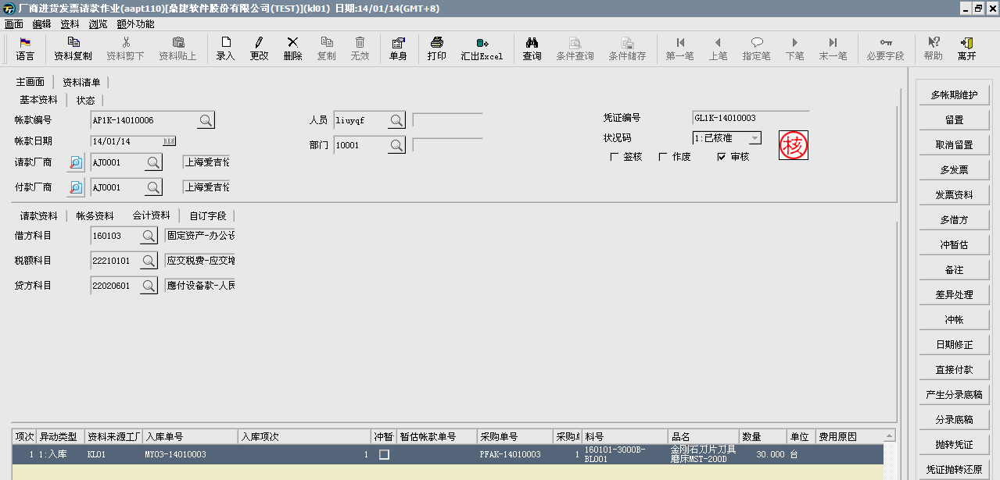 厂商进货发票请款作业(aapt110)[鼎捷软件股份有限公司(TEST)](kl01) 日期:14/01/14(GMT+8)
画面 编辑 资料 浏览 额外功能
语言 资料复制 资料剪下 资料贴上 录入 更改 删除 复制 无效 单身 打印 汇出Excel 查询 条件查询 条件储存 第一笔 上笔 指定笔 下笔 末一笔 必要字段 帮助 离开
主画面 资料清单
基本资料 状态
帐款编号 AP1K-14010006 人员 liuyqf 凭证编号 GL1K-14010003
帐款日期 14/01/14 部门 10001 状况码 1:已核准 核
请款厂商 AJ0001 上海爱吉伦 签核 作废 审核
付款厂商 AJ0001 上海爱吉伦
请款资料 帐务资料 会计资料 自订字段
借方科目 160103 固定资产-办公设
税额科目 22210101 应交税费-应交增
贷方科目 22020601 應付设备款-人民
项次 异动类型 资料来源工厂 入库单号 入库项次 冲暂 暂估帐款单号 采购单号 采购 料号 品名 数量 单位 费用原因
1 1:入库 KL01 MY03-14010003 1 PFAK-14010003 1 160101-3000B-BL001 金刚石刀片刀具磨床MST-200D 30.000 台
多帐期维护
留置
取消留置
多发票
发票资料
多借方
冲暂估
备注
差异处理
冲帐
日期修正
直接付款
产生分录底稿
分录底稿
抛转凭证
凭证抛转还原